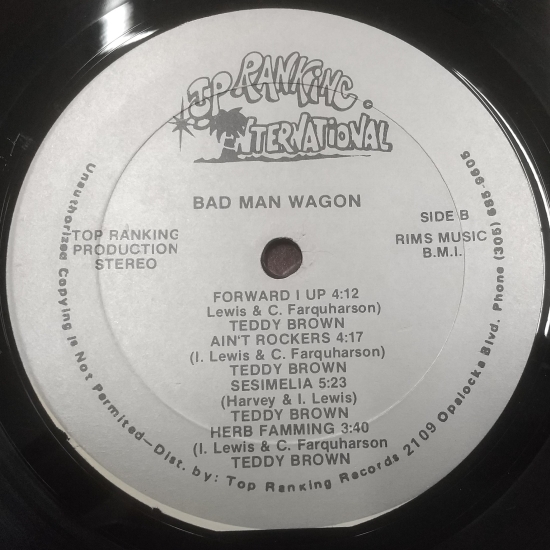 TOP RANKING
INTERNATIONAL
BAD MAN WAGON
SIDE B
TOP RANKING
PRODUCTION
STEREO
RIMS MUSIC
B.M.I.
FORWARD I UP 4:12
Lewis & C. Farquharson)
TEDDY BROWN
AIN'T ROCKERS 4:17
(I. Lewis & C. Farquharson)
TEDDY BROWN
SESIMELIA 5:23
(Harvey & I. Lewis)
TEDDY BROWN
HERB FAMMING 3:40
(I. Lewis & C. Farquharson
TEDDY BROWN
Unauthorized Copying Is Not Permited—Dist. by: Top Ranking Records 2109 Opalocka Blvd. Phone (305) 685-9605